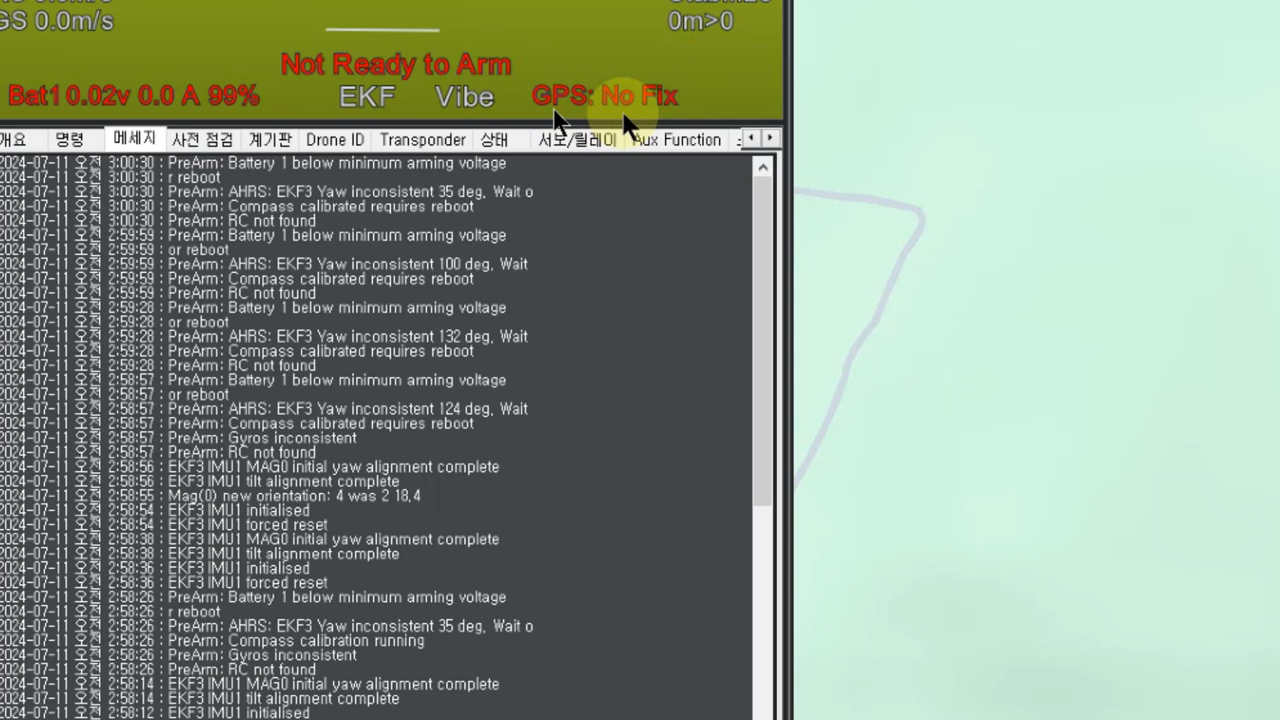 GS 0.0m/s
0m>0
Not Ready to Arm
Bat1 0.02v 0.0 A 99% EKF Vibe GPS: No Fix
개요 명령 메세지 사전 점검 계기판 Drone ID Transponder 상태 서보/릴레이 Aux Function
2024-07-11 오전 3:00:30 : PreArm: Battery 1 below minimum arming voltage
2024-07-11 오전 3:00:30 : r reboot
2024-07-11 오전 3:00:30 : PreArm: AHRS: EKF3 Yaw inconsistent 35 deg. Wait o
2024-07-11 오전 3:00:30 : PreArm: Compass calibrated requires reboot
2024-07-11 오전 3:00:30 : PreArm: RC not found
2024-07-11 오전 2:59:59 : PreArm: Battery 1 below minimum arming voltage
2024-07-11 오전 2:59:59 : or reboot
2024-07-11 오전 2:59:59 : PreArm: AHRS: EKF3 Yaw inconsistent 100 deg. Wait
2024-07-11 오전 2:59:59 : PreArm: Compass calibrated requires reboot
2024-07-11 오전 2:59:59 : PreArm: RC not found
2024-07-11 오전 2:59:28 : PreArm: Battery 1 below minimum arming voltage
2024-07-11 오전 2:59:28 : or reboot
2024-07-11 오전 2:59:28 : PreArm: AHRS: EKF3 Yaw inconsistent 132 deg. Wait
2024-07-11 오전 2:59:28 : PreArm: Compass calibrated requires reboot
2024-07-11 오전 2:59:28 : PreArm: RC not found
2024-07-11 오전 2:58:57 : PreArm: Battery 1 below minimum arming voltage
2024-07-11 오전 2:58:57 : or reboot
2024-07-11 오전 2:58:57 : PreArm: AHRS: EKF3 Yaw inconsistent 124 deg. Wait
2024-07-11 오전 2:58:57 : PreArm: Compass calibrated requires reboot
2024-07-11 오전 2:58:57 : PreArm: Gyros inconsistent
2024-07-11 오전 2:58:57 : PreArm: RC not found
2024-07-11 오전 2:58:56 : EKF3 IMU1 MAG0 initial yaw alignment complete
2024-07-11 오전 2:58:56 : EKF3 IMU1 tilt alignment complete
2024-07-11 오전 2:58:55 : Mag(0) new orientation: 4 was 2 18.4
2024-07-11 오전 2:58:54 : EKF3 IMU1 initialised
2024-07-11 오전 2:58:54 : EKF3 IMU1 forced reset
2024-07-11 오전 2:58:38 : EKF3 IMU1 MAG0 initial yaw alignment complete
2024-07-11 오전 2:58:38 : EKF3 IMU1 tilt alignment complete
2024-07-11 오전 2:58:36 : EKF3 IMU1 initialised
2024-07-11 오전 2:58:36 : EKF3 IMU1 forced reset
2024-07-11 오전 2:58:26 : PreArm: Battery 1 below minimum arming voltage
2024-07-11 오전 2:58:26 : r reboot
2024-07-11 오전 2:58:26 : PreArm: AHRS: EKF3 Yaw inconsistent 35 deg. Wait o
2024-07-11 오전 2:58:26 : PreArm: Compass calibration running
2024-07-11 오전 2:58:26 : PreArm: Gyros inconsistent
2024-07-11 오전 2:58:26 : PreArm: RC not found
2024-07-11 오전 2:58:14 : EKF3 IMU1 MAG0 initial yaw alignment complete
2024-07-11 오전 2:58:14 : EKF3 IMU1 tilt alignment complete
2024-07-11 오전 2:58:12 : EKF3 IMU1 initialised